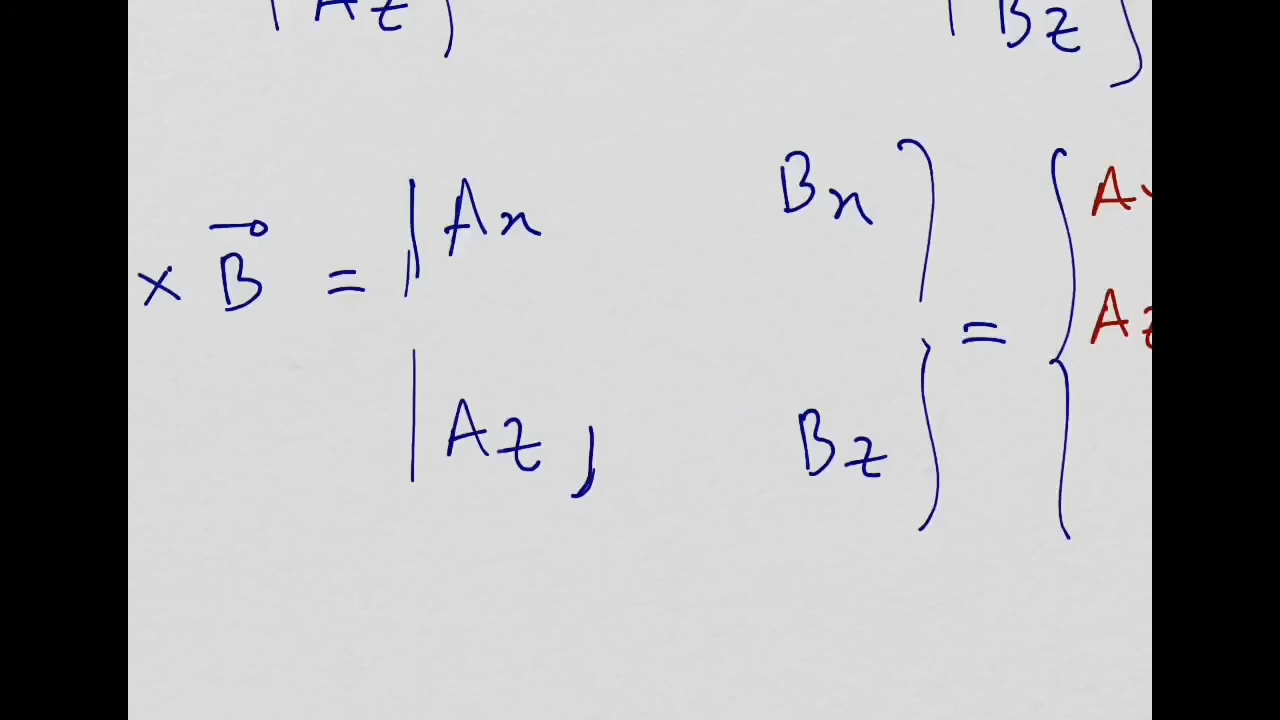 Az) Bz)
Ax Bx) = { Ay
× B⃗ = Az
Az) Bz